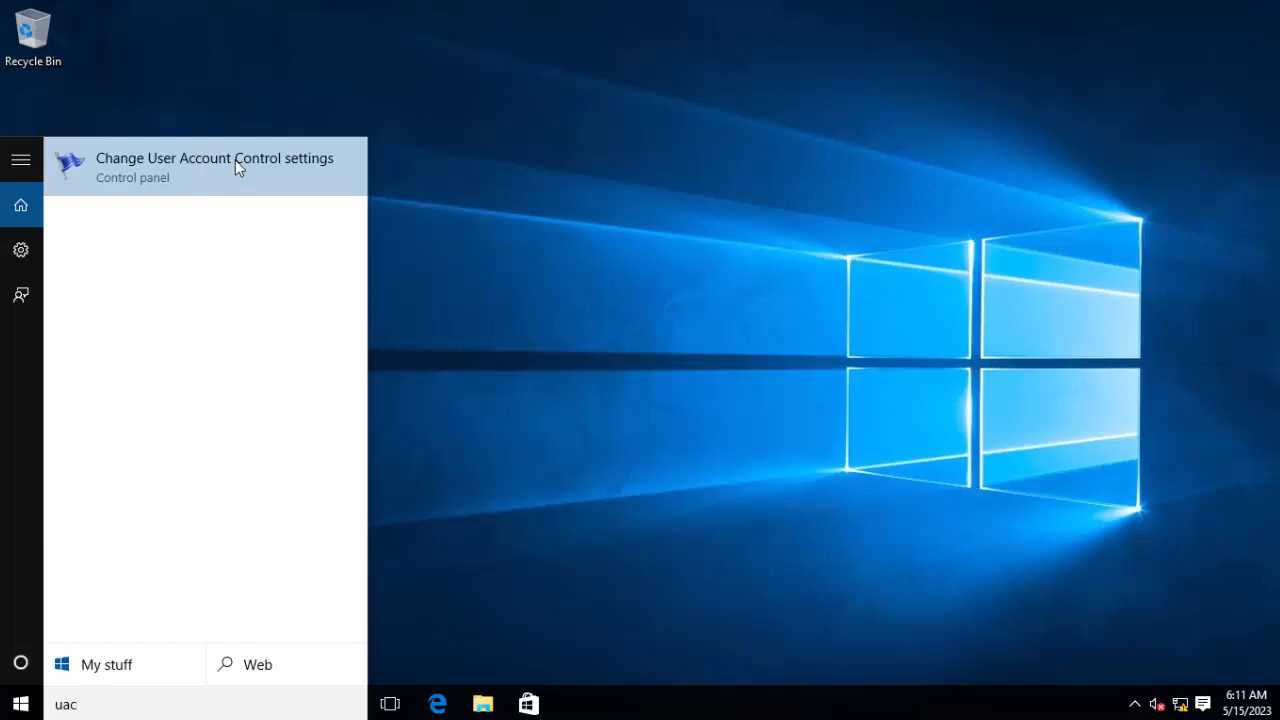 Recycle Bin
Change User Account Control settings
Control panel
My stuff
Web
uac
6:11 AM
5/15/2023